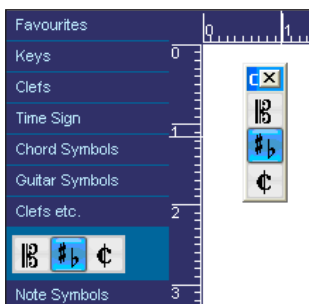 Favourites
Keys
Clefs
Time Sign
Chord Symbols
Guitar Symbols
Clefs etc.
Note Symbols
0 1
0
1
2
3
C